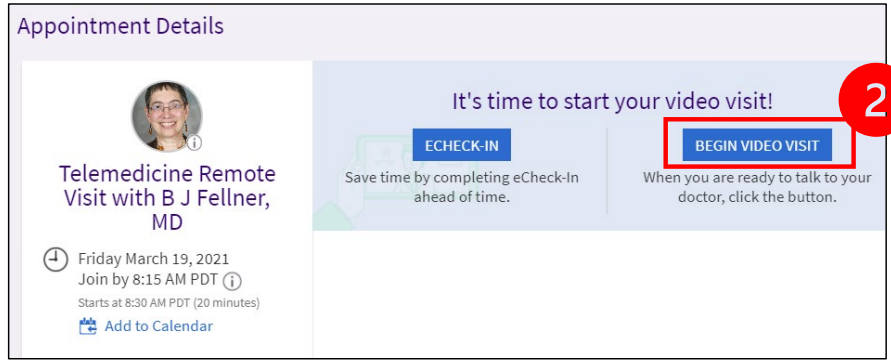 Appointment Details
It's time to start your video visit!
2
ECHECK-IN
BEGIN VIDEO VISIT
Save time by completing eCheck-In
ahead of time.
When you are ready to talk to your
doctor, click the button.
Telemedicine Remote
Visit with B J Fellner,
MD
Friday March 19, 2021
Join by 8:15 AM PDT
Starts at 8:30 AM PDT (20 minutes)
Add to Calendar